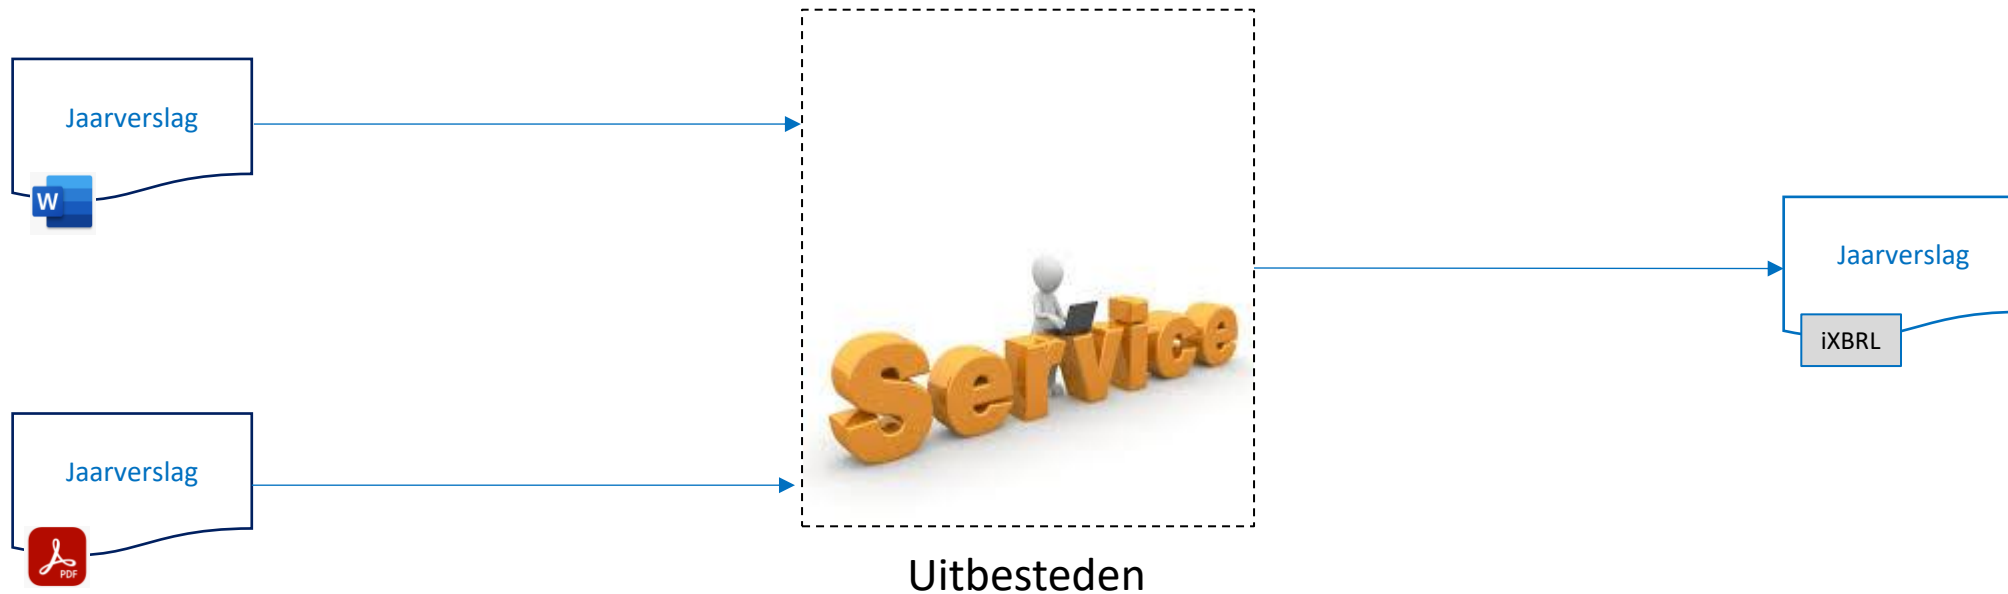 Jaarverslag
W
Service
Jaarverslag
iXBRL
Jaarverslag
PDF
Uitbesteden